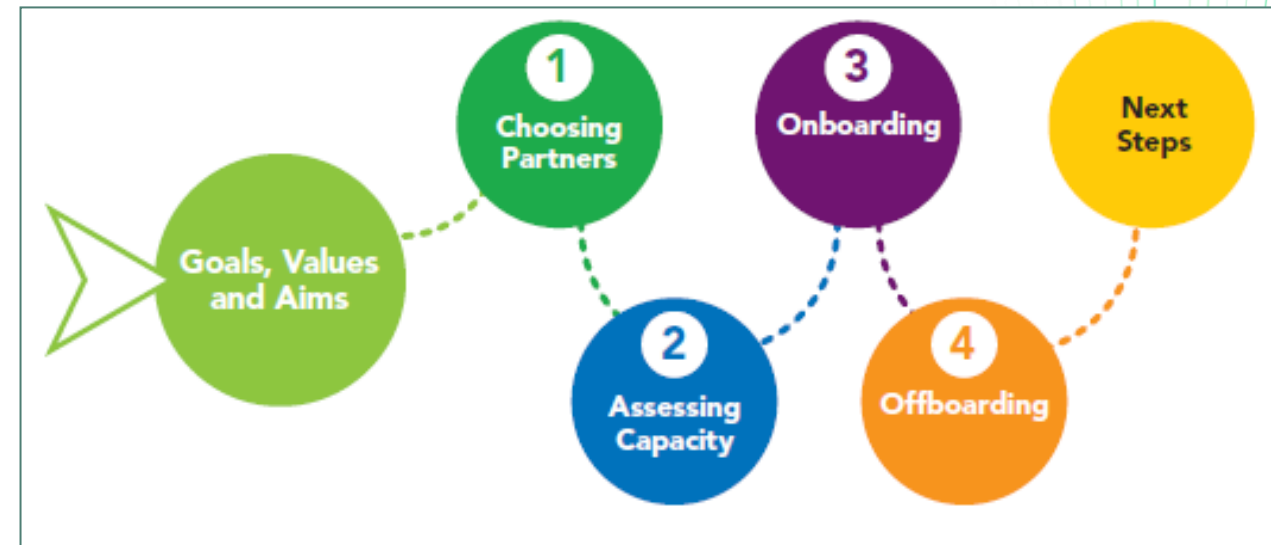 Goals, Values
and Aims
1
Choosing
Partners
2
Assessing
Capacity
3
Onboarding
4
Offboarding
Next
Steps